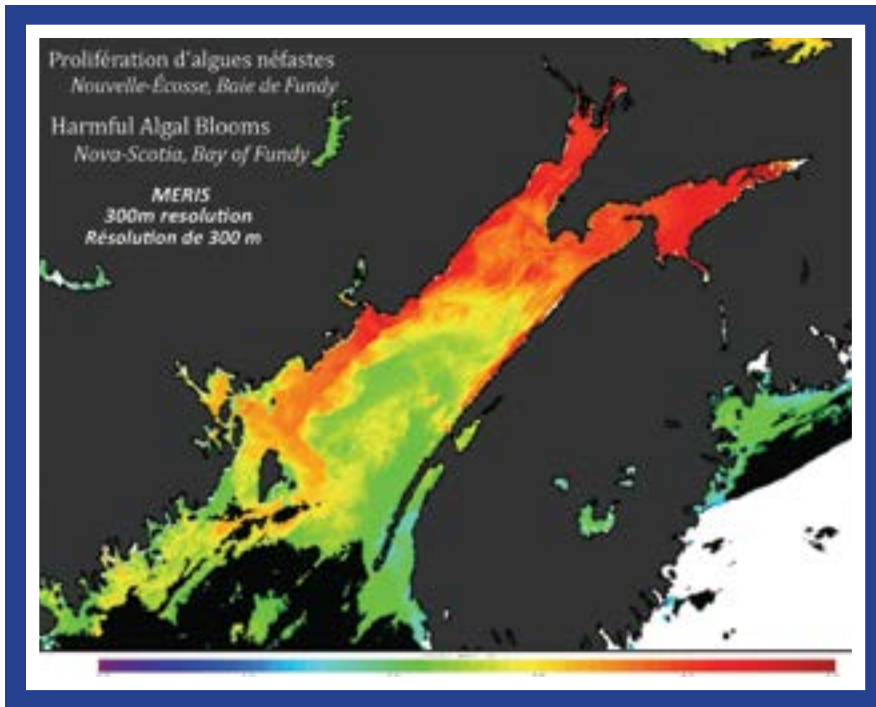 Prolifération d'algues néfastes
Nouvelle-Écosse, Baie de Fundy
Harmful Algal Blooms
Nova-Scotia, Bay of Fundy
MERIS
300m resolution
Résolution de 300 m